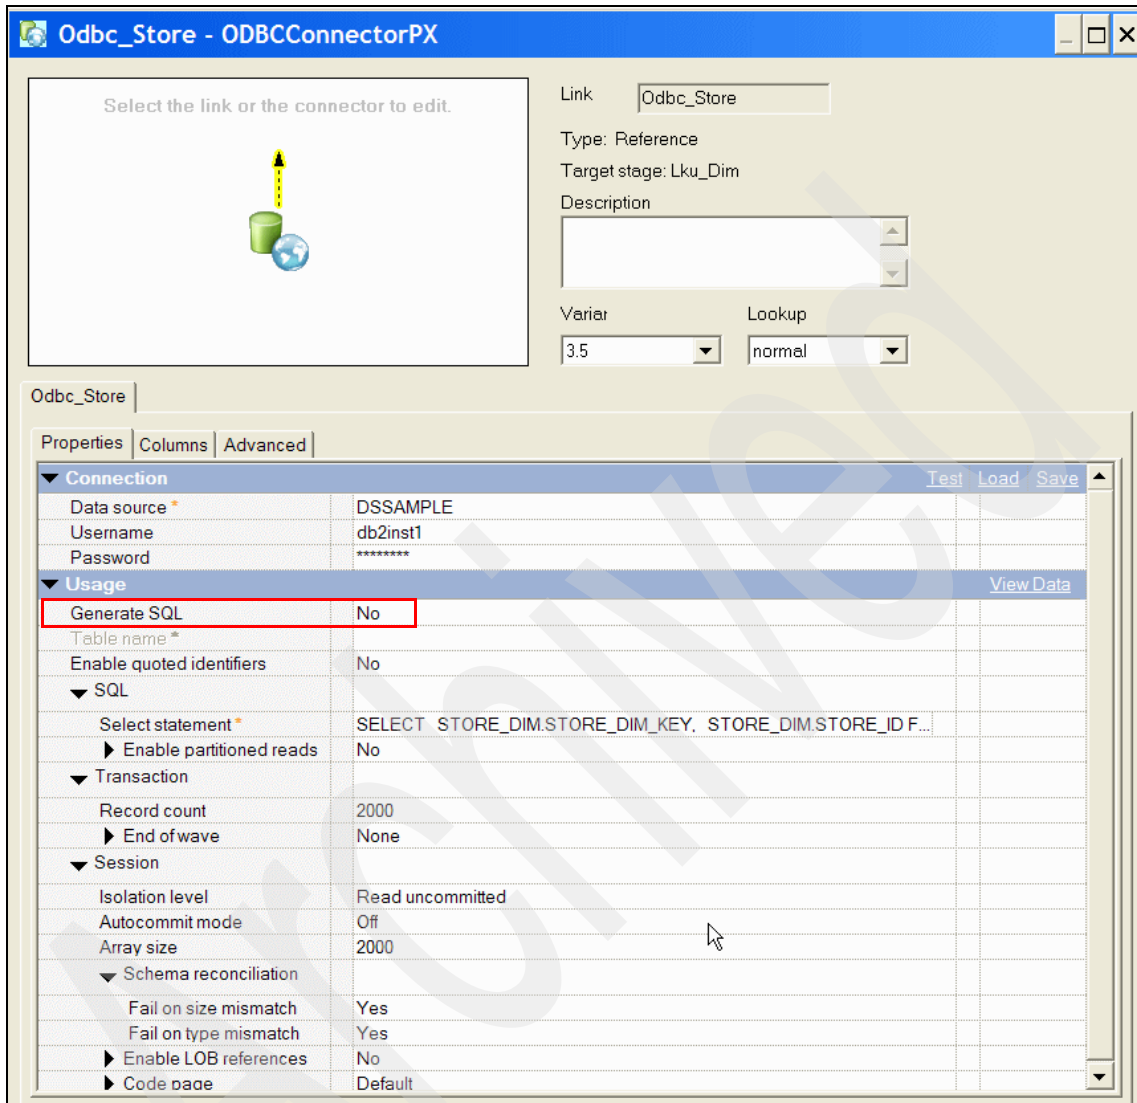 Odbc_Store - ODBCConnectorPX
Select the link or the connector to edit.
Link Odbc_Store
Type: Reference
Target stage: Lku_Dim
Description
Variar Lookup
3.5 normal
Odbc_Store
Properties Columns Advanced
Connection Test Load Save
Data source * DSSAMPLE
Username db2inst1
Password ********
Usage View Data
Generate SQL No
Table name *
Enable quoted identifiers No
SQL
Select statement * SELECT STORE_DIM.STORE_DIM_KEY, STORE_DIM.STORE_ID F...
Enable partitioned reads No
Transaction
Record count 2000
End of wave None
Session
Isolation level Read uncommitted
Autocommit mode Off
Array size 2000
Schema reconciliation
Fail on size mismatch Yes
Fail on type mismatch Yes
Enable LOB references No
Code page Default
Archived